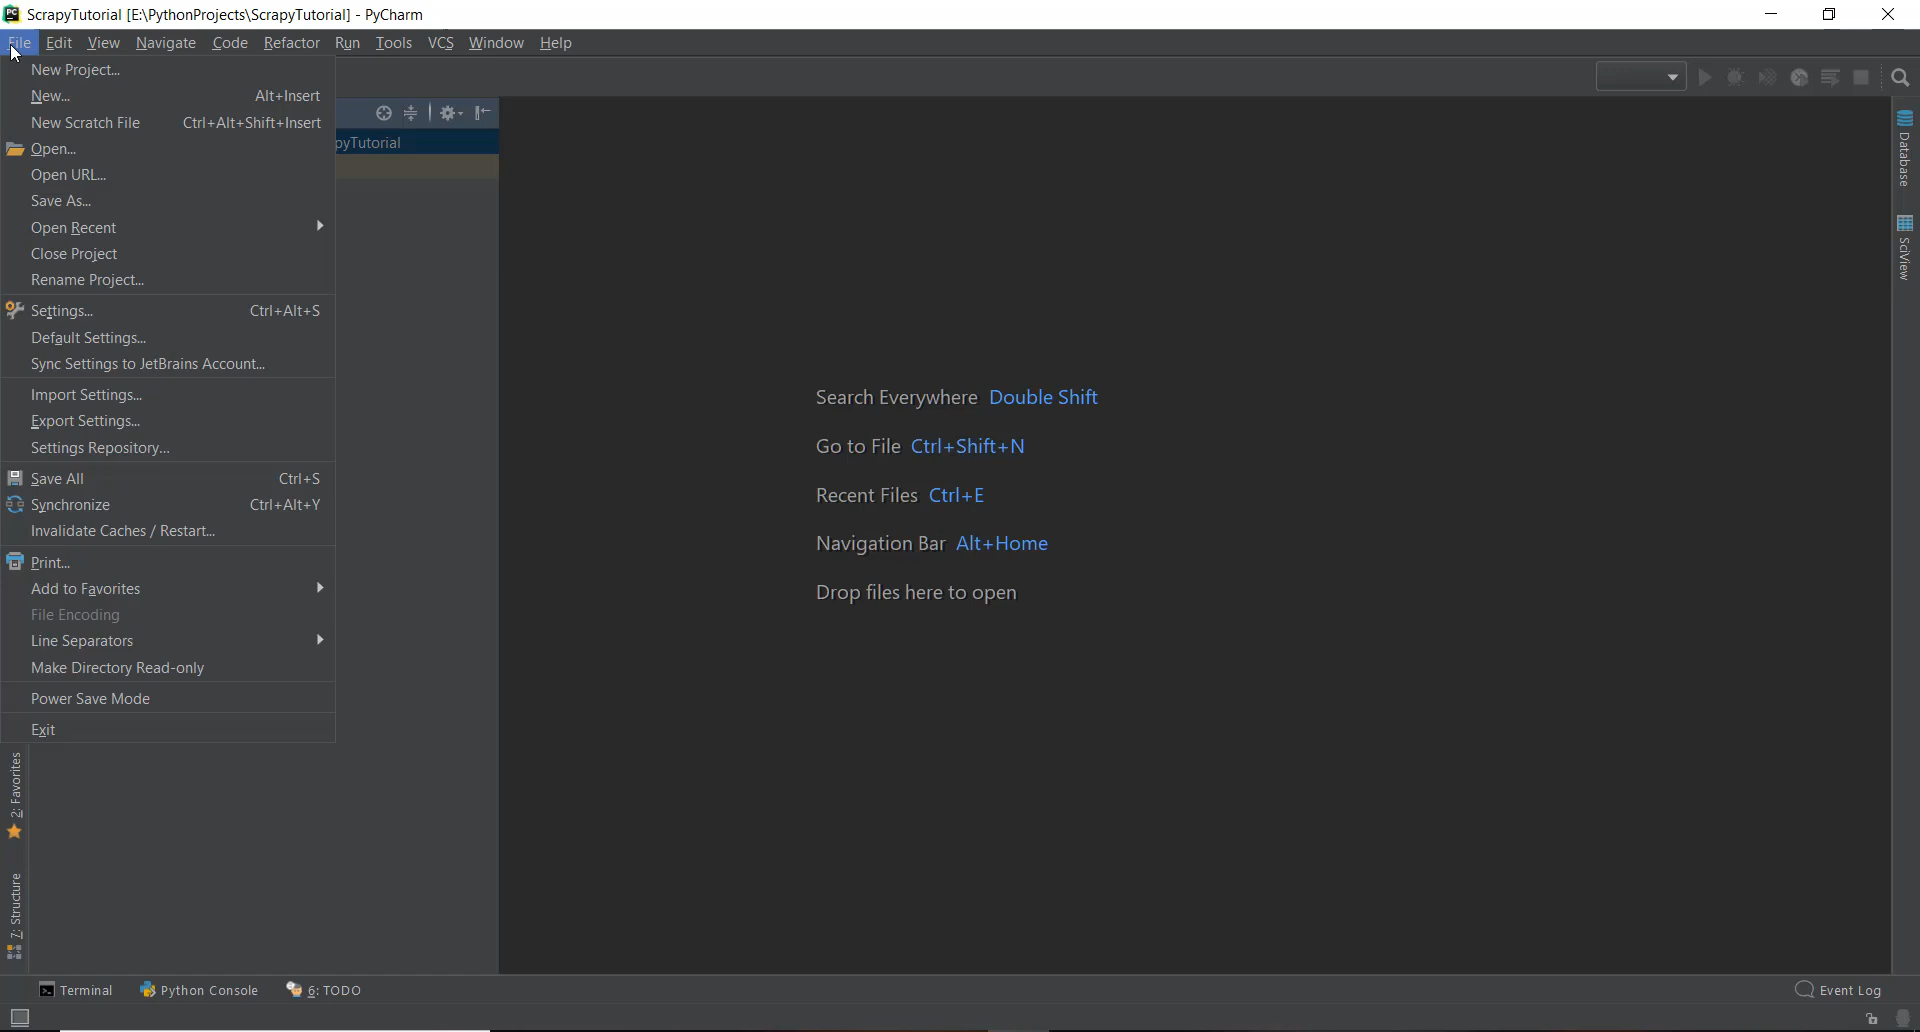 PC ScrapyTutorial [E:\PythonProjects\ScrapyTutorial] - PyCharm
File Edit View Navigate Code Refactor Run Tools VCS Window Help
New Project...
New... Alt+Insert
New Scratch File Ctrl+Alt+Shift+Insert
Open...
Open URL...
Save As...
Open Recent
Close Project
Rename Project...
Settings... Ctrl+Alt+S
Default Settings...
Sync Settings to JetBrains Account...
Import Settings...
Export Settings...
Settings Repository...
Save All Ctrl+S
Synchronize Ctrl+Alt+Y
Invalidate Caches / Restart...
Print...
Add to Favorites
File Encoding
Line Separators
Make Directory Read-only
Power Save Mode
Exit
pyTutorial
Search Everywhere Double Shift
Go to File Ctrl+Shift+N
Recent Files Ctrl+E
Navigation Bar Alt+Home
Drop files here to open
Database
SciView
2: Favorites
7: Structure
Terminal Python Console 6: TODO Event Log